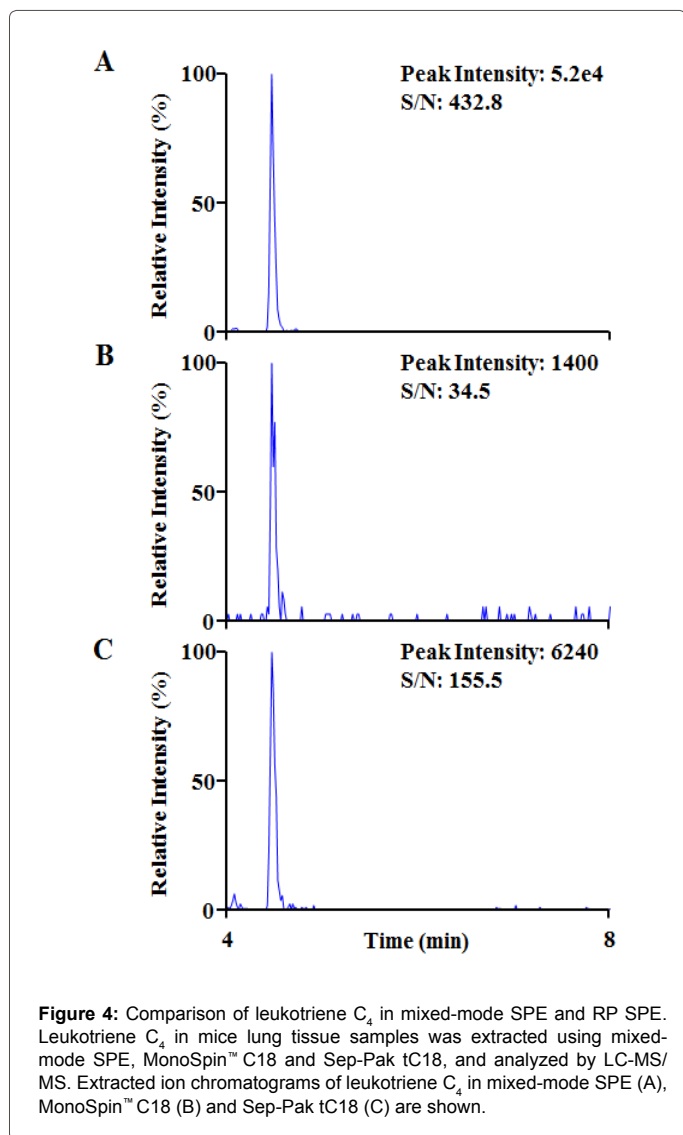 A
100
Peak Intensity: 5.2e4
S/N: 432.8
Relative Intensity (%)
50
0
B
100
Peak Intensity: 1400
S/N: 34.5
Relative Intensity (%)
50
0
C
100
Peak Intensity: 6240
S/N: 155.5
Relative Intensity (%)
50
0
4
Time (min)
8
Figure 4: Comparison of leukotriene C₄ in mixed-mode SPE and RP SPE.
Leukotriene C₄ in mice lung tissue samples was extracted using mixed-
mode SPE, MonoSpin™ C18 and Sep-Pak tC18, and analyzed by LC-MS/
MS. Extracted ion chromatograms of leukotriene C₄ in mixed-mode SPE (A),
MonoSpin™ C18 (B) and Sep-Pak tC18 (C) are shown.